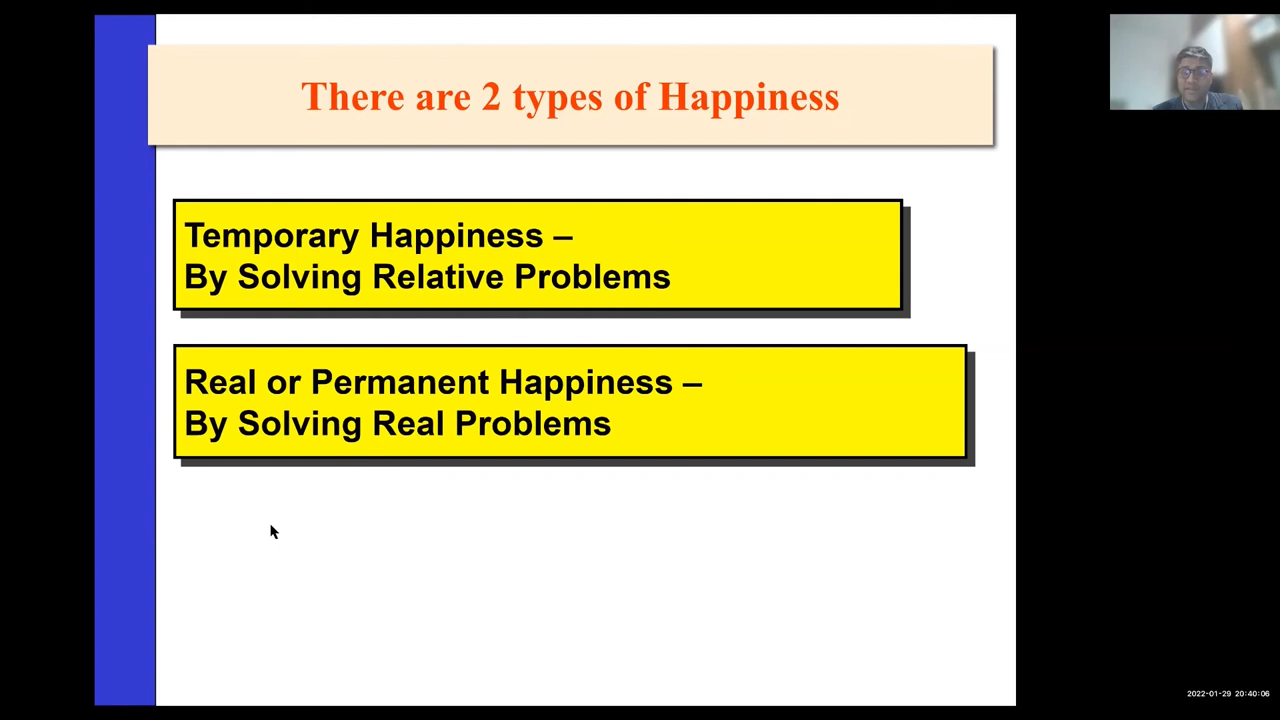 There are 2 types of Happiness
Temporary Happiness –
By Solving Relative Problems
Real or Permanent Happiness –
By Solving Real Problems
2022-01-29 20:40:06